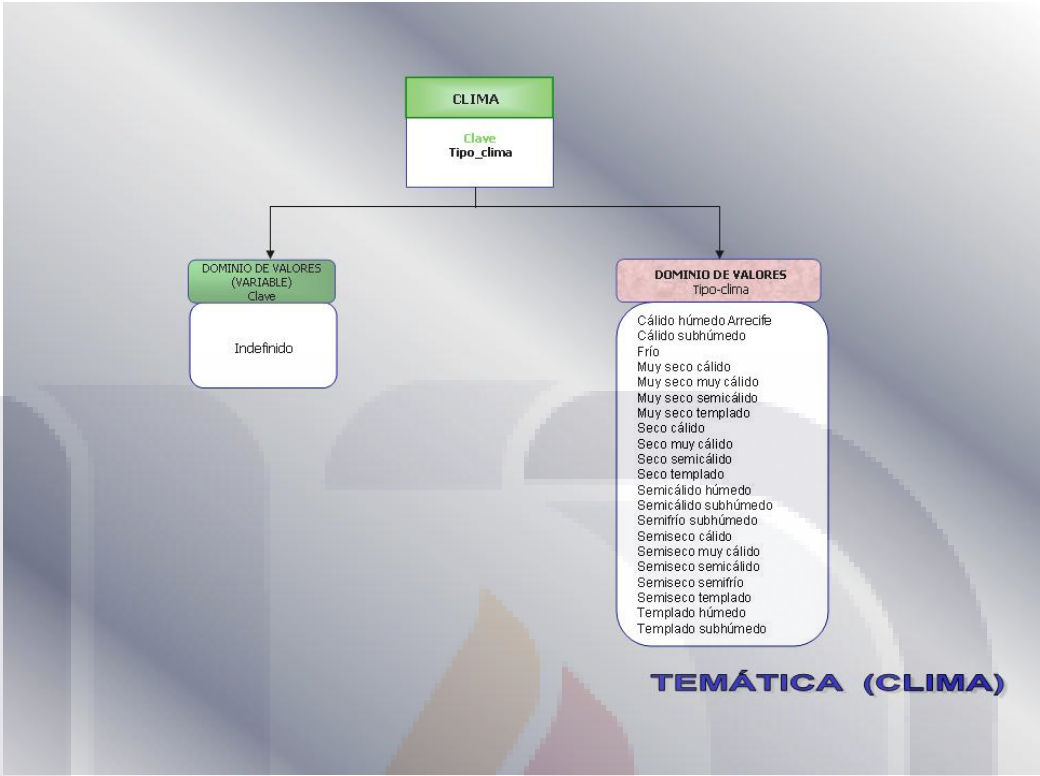 CLIMA
Clave
Tipo_clima
DOMINIO DE VALORES
(VARIABLE)
Clave
Indefinido
DOMINIO DE VALORES
Tipo-clima
Cálido húmedo Arrecife
Cálido subhúmedo
Frío
Muy seco cálido
Muy seco muy cálido
Muy seco semicálido
Muy seco templado
Seco cálido
Seco muy cálido
Seco semicálido
Seco templado
Semicálido húmedo
Semicálido subhúmedo
Semifrío subhúmedo
Semiseco cálido
Semiseco muy cálido
Semiseco semicálido
Semiseco semifrío
Semiseco templado
Templado húmedo
Templado subhúmedo
TEMÁTICA (CLIMA)